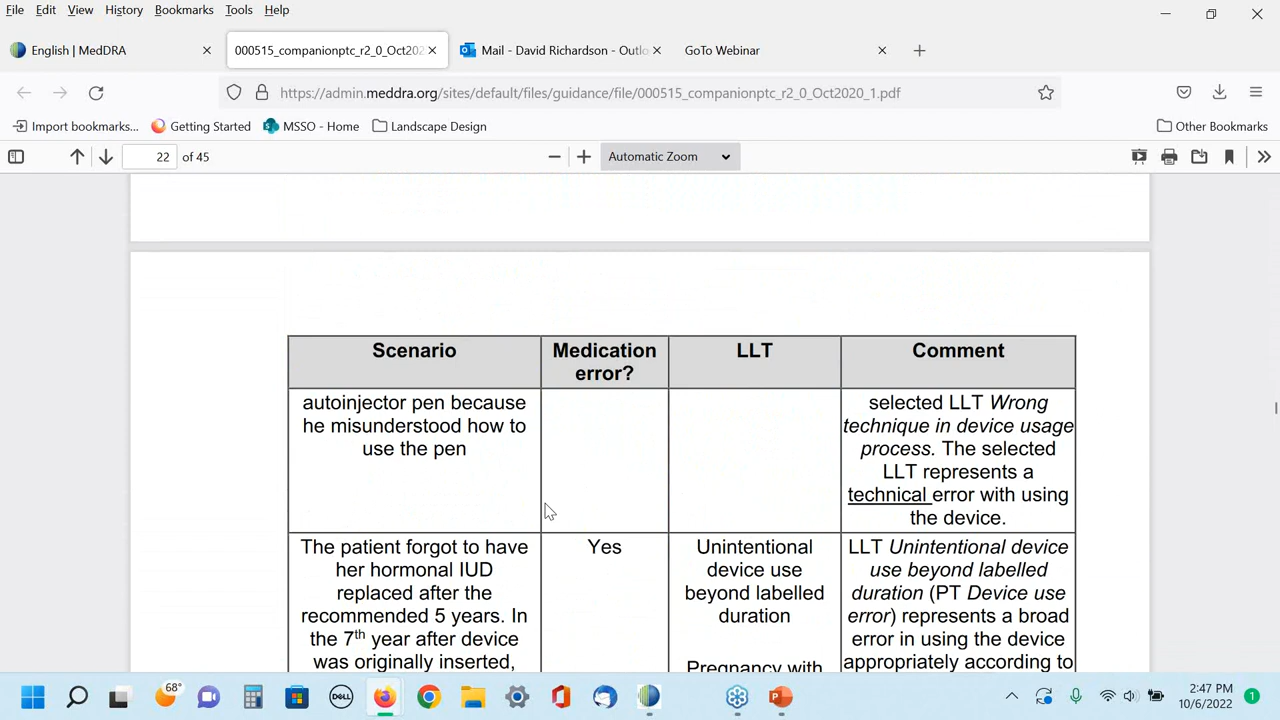 File Edit View History Bookmarks Tools Help
English | MedDRA
000515_companionptc_r2_0_Oct202
Mail - David Richardson - Outlo
GoTo Webinar
https://admin.meddra.org/sites/default/files/guidance/file/000515_companionptc_r2_0_Oct2020_1.pdf
Import bookmarks...
Getting Started
MSSO - Home
Landscape Design
Other Bookmarks
22 of 45
Automatic Zoom
Scenario
Medication
error?
LLT
Comment
autoinjector pen because
he misunderstood how to
use the pen
selected LLT Wrong
technique in device usage
process. The selected
LLT represents a
technical error with using
the device.
The patient forgot to have
her hormonal IUD
replaced after the
recommended 5 years. In
the 7th year after device
was originally inserted,
Yes
Unintentional
device use
beyond labelled
duration
Pregnancy with
LLT Unintentional device
use beyond labelled
duration (PT Device use
error) represents a broad
error in using the device
appropriately according to
68°
DELL
2:47 PM
10/6/2022
1